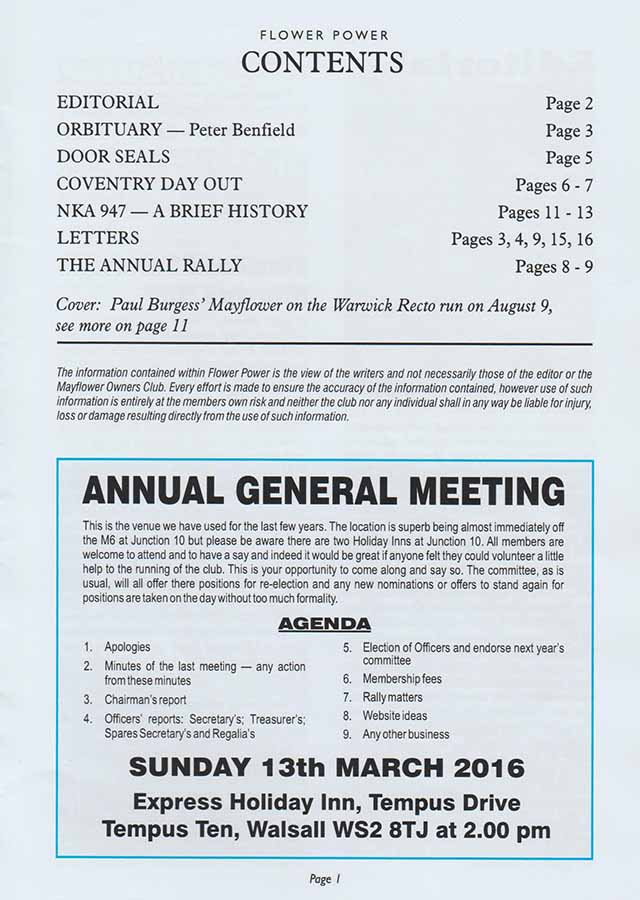 FLOWER POWER
CONTENTS
EDITORIAL Page 2
ORBITUARY — Peter Benfield Page 3
DOOR SEALS Page 5
COVENTRY DAY OUT Pages 6 - 7
NKA 947 — A BRIEF HISTORY Pages 11 - 13
LETTERS Pages 3, 4, 9, 15, 16
THE ANNUAL RALLY Pages 8 - 9
Cover: Paul Burgess' Mayflower on the Warwick Recto run on August 9,
see more on page 11
The information contained within Flower Power is the view of the writers and not necessarily those of the editor or the
Mayflower Owners Club. Every effort is made to ensure the accuracy of the information contained, however use of such
information is entirely at the members own risk and neither the club nor any individual shall in any way be liable for injury,
loss or damage resulting directly from the use of such information.
ANNUAL GENERAL MEETING
This is the venue we have used for the last few years. The location is superb being almost immediately off
the M6 at Junction 10 but please be aware there are two Holiday Inns at Junction 10. All members are
welcome to attend and to have a say and indeed it would be great if anyone felt they could volunteer a little
help to the running of the club. This is your opportunity to come along and say so. The committee, as is
usual, will all offer there positions for re-election and any new nominations or offers to stand again for
positions are taken on the day without too much formality.
AGENDA
1. Apologies
2. Minutes of the last meeting — any action
from these minutes
3. Chairman's report
4. Officers' reports: Secretary's; Treasurer's;
Spares Secretary's and Regalia's
5. Election of Officers and endorse next year's
committee
6. Membership fees
7. Rally matters
8. Website ideas
9. Any other business
SUNDAY 13th MARCH 2016
Express Holiday Inn, Tempus Drive
Tempus Ten, Walsall WS2 8TJ at 2.00 pm
Page 1